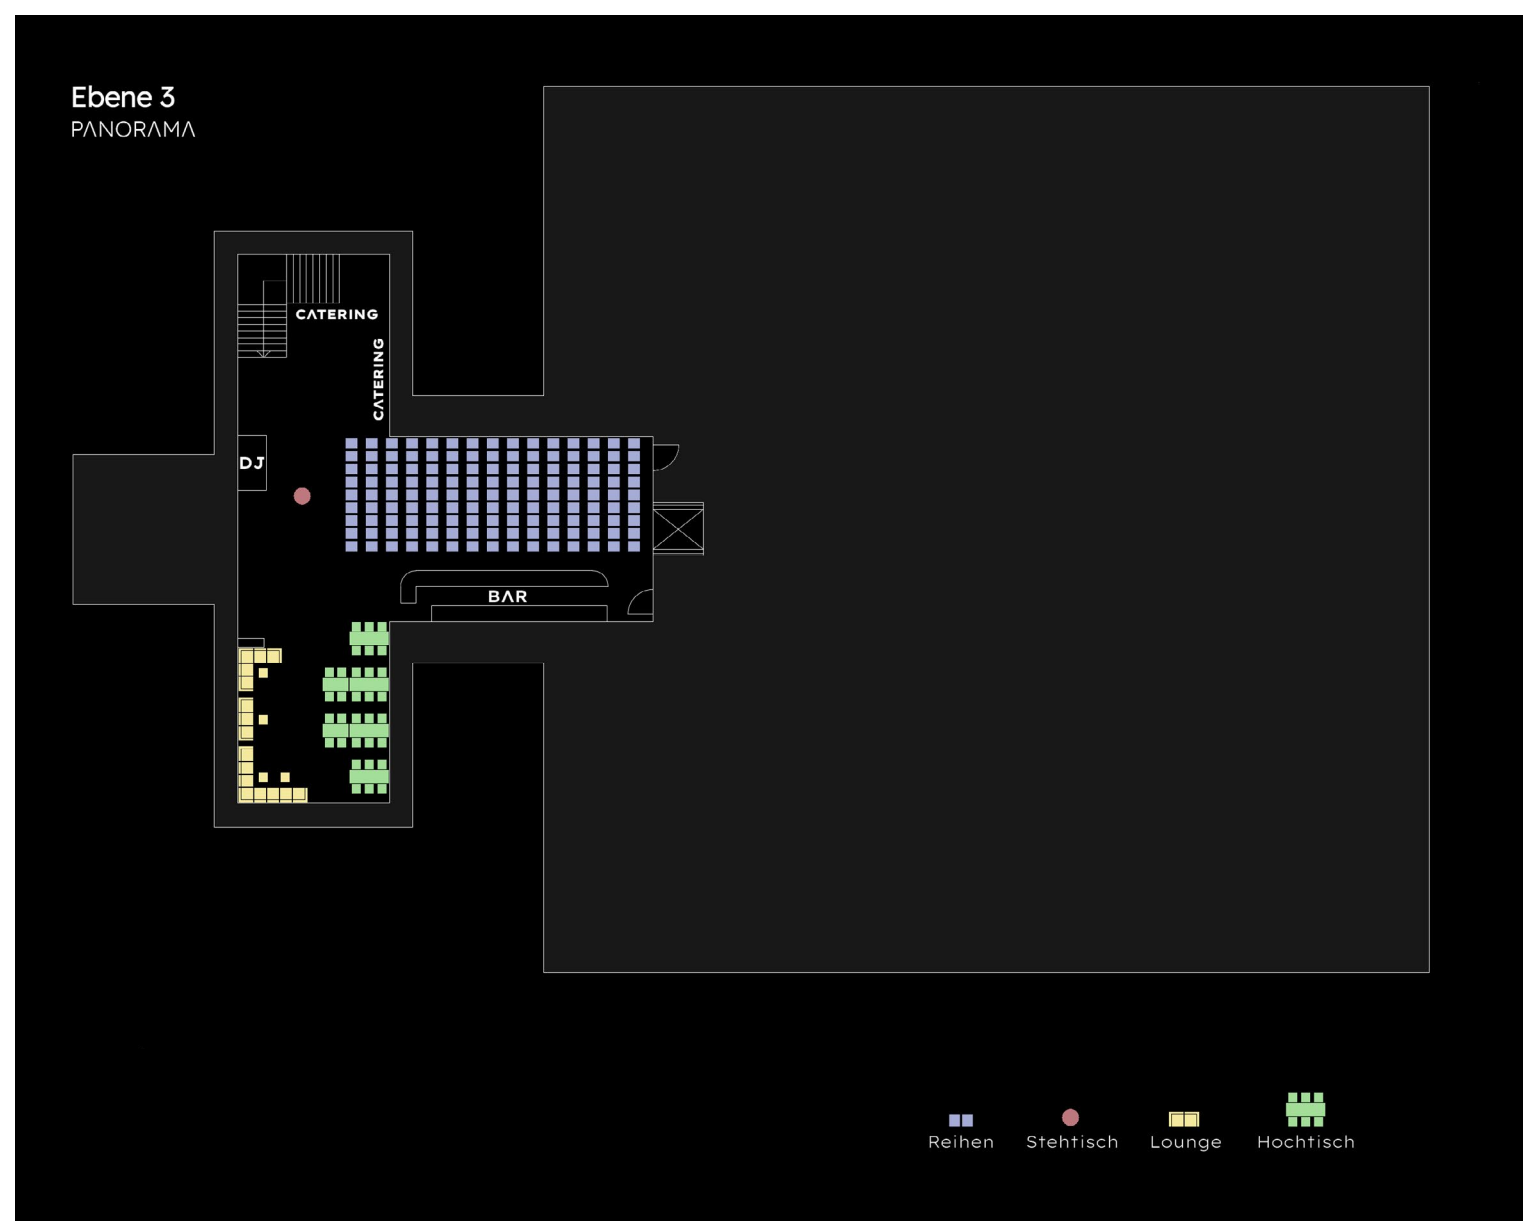 Ebene 3
PANORAMA
CATERING
CATERING
DJ
BAR
Reihen
Stehtisch
Lounge
Hochtisch